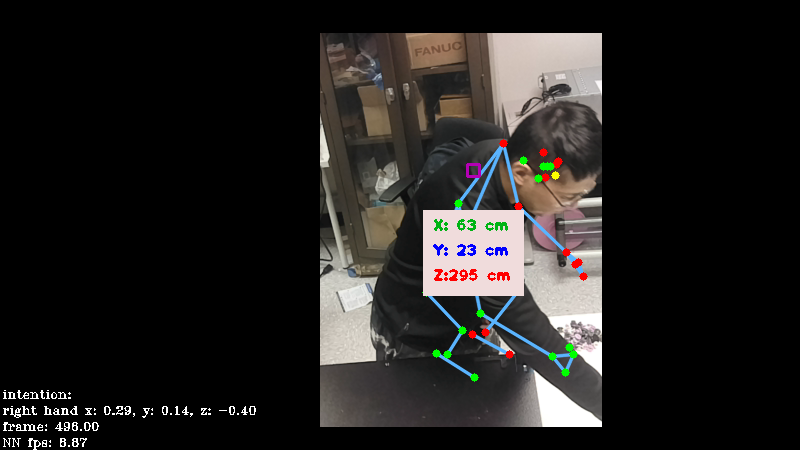 FANUC
X: 63 cm
Y: 23 cm
Z:295 cm
intention:
right hand x: 0.29, y: 0.14, z: −0.40
frame: 496.00
NN fps: 8.87